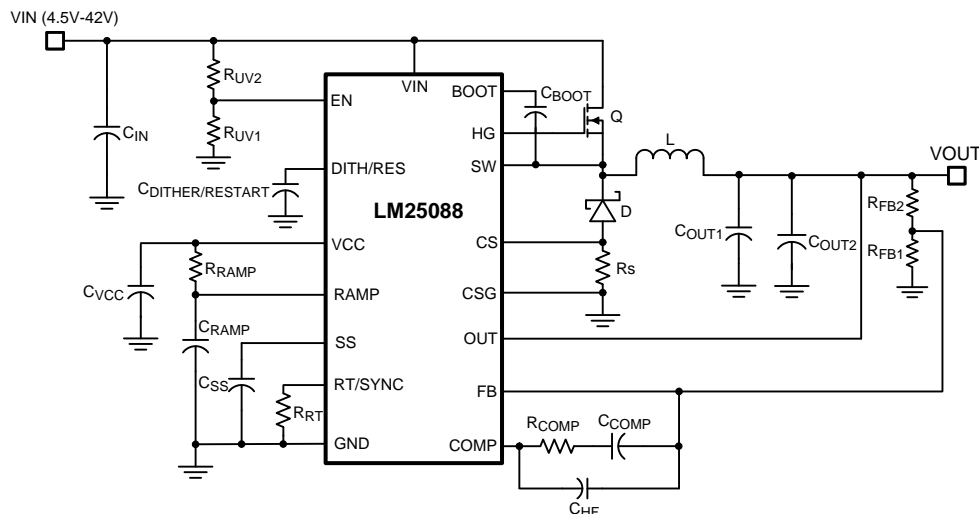 VIN (4.5V-42V)
RUV2
RUV1
CIN
CDITHER/RESTART
CVCC
RRAMP
CRAMP
CSS
RRT
VIN
EN
DITH/RES
LM25088
VCC
RAMP
SS
RT/SYNC
GND
BOOT
HG
SW
CS
CSG
OUT
FB
COMP
CBOOT
Q
L
D
Rs
COUT1
COUT2
VOUT
RFB2
RFB1
RCOMP
CCOMP
CHF